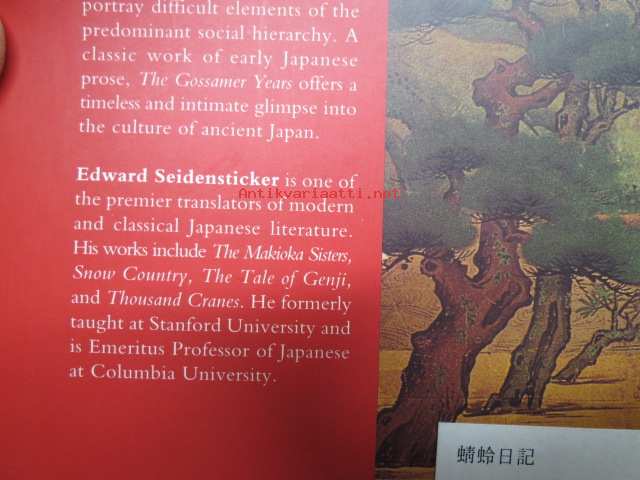 portray difficult elements of the
predominant social hierarchy. A
classic work of early Japanese
prose, The Gossamer Years offers a
timeless and intimate glimpse into
the culture of ancient Japan.
Edward Seidensticker is one of
the premier translators of modern
and classical Japanese literature.
His works include The Makioka Sisters,
Snow Country, The Tale of Genji,
and Thousand Cranes. He formerly
taught at Stanford University and
is Emeritus Professor of Japanese
at Columbia University.
Antikvariaatti.net
蜻蛉日記